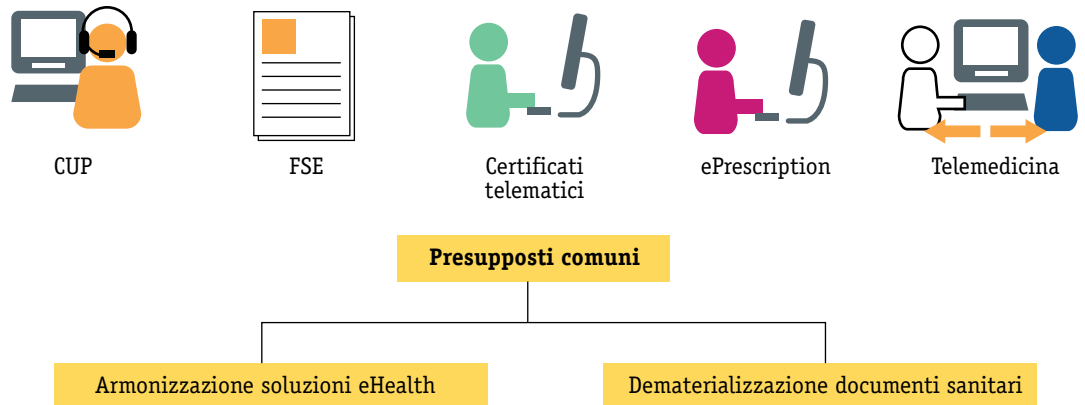 CUP
FSE
Certificati
telematici
ePrescription
Telemedicina
Presupposti comuni
Armonizzazione soluzioni eHealth
Dematerializzazione documenti sanitari